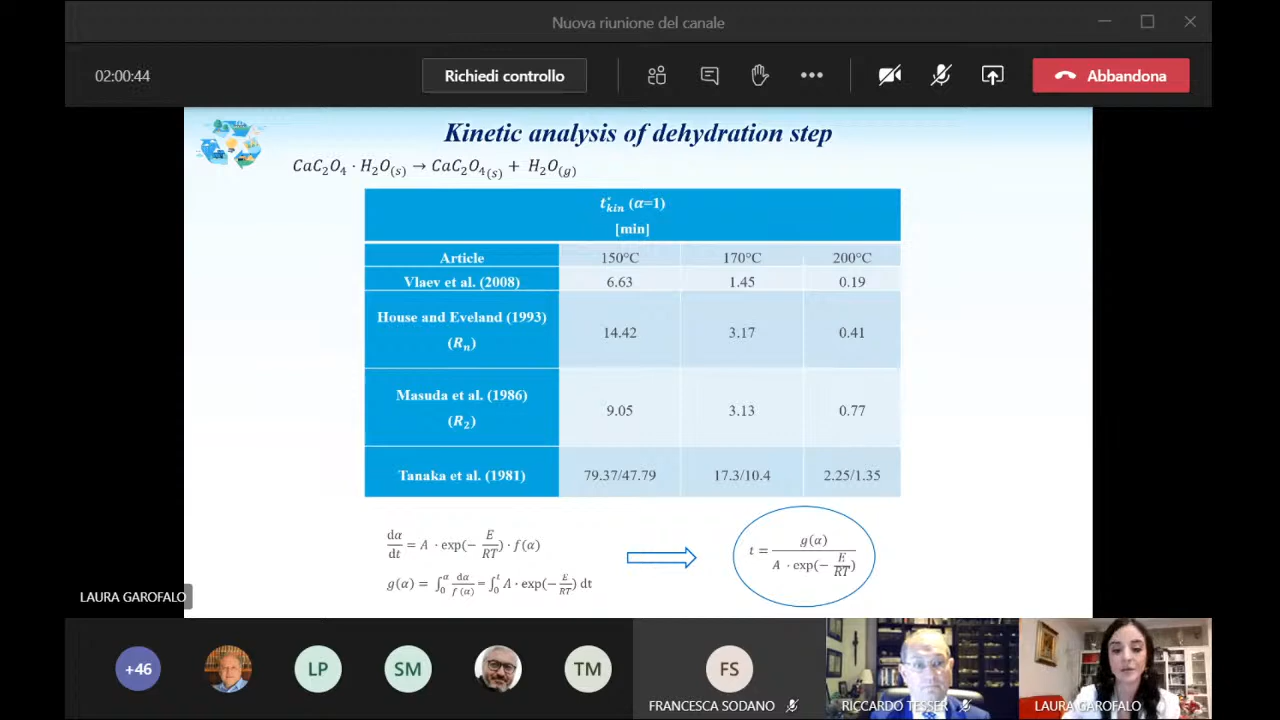 Nuova riunione del canale
02:00:44
Richiedi controllo
Abbandona
Kinetic analysis of dehydration step
CaC₂O₄ · H₂O₍s₎ → CaC₂O₄₍s₎ + H₂O₍g₎
t*kin (α=1)
[min]
Article 150°C 170°C 200°C
Vlaev et al. (2008) 6.63 1.45 0.19
House and Eveland (1993)
(Rn) 14.42 3.17 0.41
Masuda et al. (1986)
(R₂) 9.05 3.13 0.77
Tanaka et al. (1981) 79.37/47.79 17.3/10.4 2.25/1.35
dα/dt = A · exp(− E/RT) · f(α)
g(α) = ∫₀^α dα/f(α) = ∫₀^t A · exp(− E/RT) dt
t = g(α) / (A · exp(− E/RT))
LAURA GAROFALO
+46
LP
SM
TM
FS
FRANCESCA SODANO
RICCARDO TESSER
LAURA GAROFALO